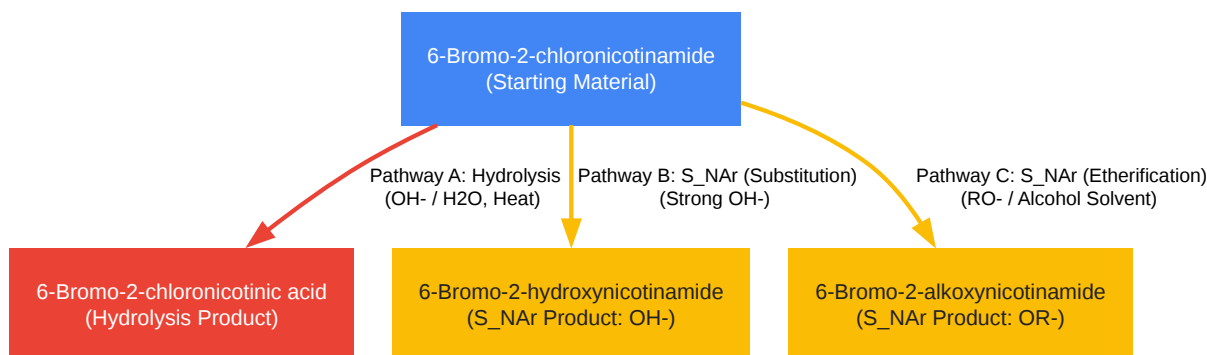 6-Bromo-2-chloronicotinamide
(Starting Material)
Pathway A: Hydrolysis
(OH- / H2O, Heat)
Pathway B: S_NAr (Substitution)
(Strong OH-)
Pathway C: S_NAr (Etherification)
(RO- / Alcohol Solvent)
6-Bromo-2-chloronicotinic acid
(Hydrolysis Product)
6-Bromo-2-hydroxynicotinamide
(S_NAr Product: OH-)
6-Bromo-2-alkoxynicotinamide
(S_NAr Product: OR-)